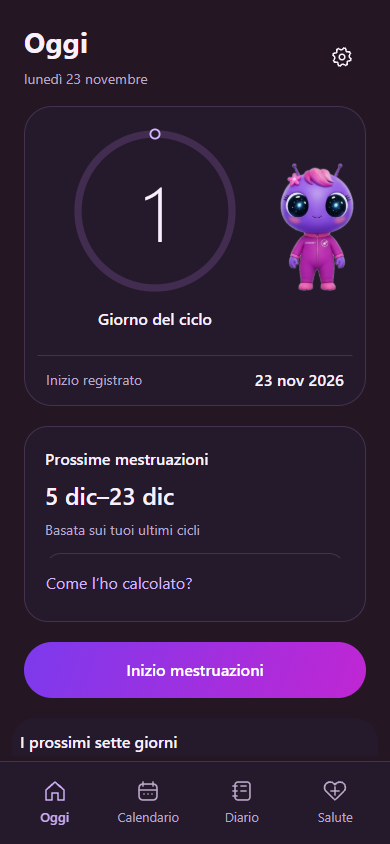 Oggi
lunedì 23 novembre
1
Giorno del ciclo
Inizio registrato
23 nov 2026
Prossime mestruazioni
5 dic–23 dic
Basata sui tuoi ultimi cicli
Come l’ho calcolato?
Inizio mestruazioni
I prossimi sette giorni
Oggi
Calendario
Diario
Salute